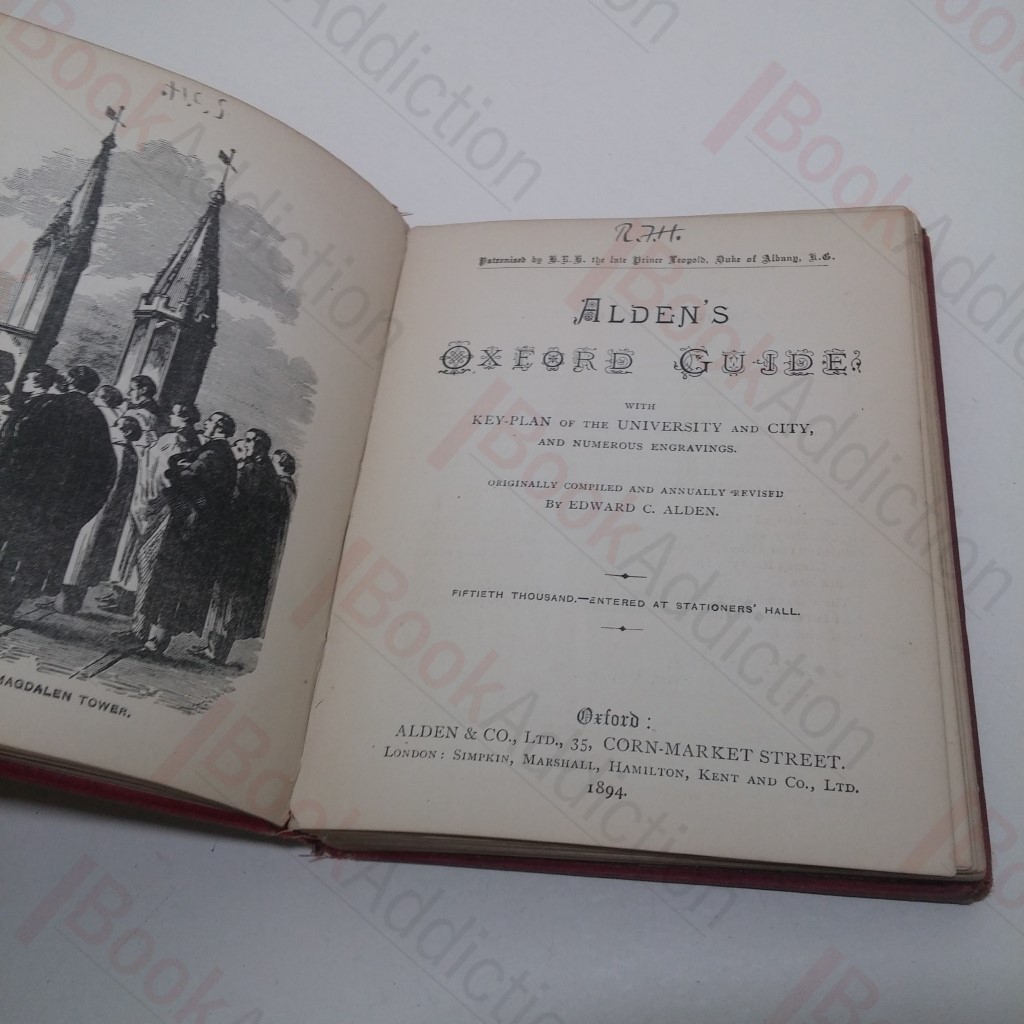 MAGDALEN TOWER.
R.J.H.
Patronised by H.R.H. the late Prince Leopold, Duke of Albany, K.G.
ALDEN'S
OXFORD GUIDE:
WITH
KEY-PLAN OF THE UNIVERSITY AND CITY,
AND NUMEROUS ENGRAVINGS.
ORIGINALLY COMPILED AND ANNUALLY REVISED
BY EDWARD C. ALDEN.
FIFTIETH THOUSAND.—ENTERED AT STATIONERS' HALL.
Oxford:
ALDEN & CO., LTD., 35, CORN-MARKET STREET.
LONDON: SIMPKIN, MARSHALL, HAMILTON, KENT AND CO., LTD.
1894.
BookAddiction